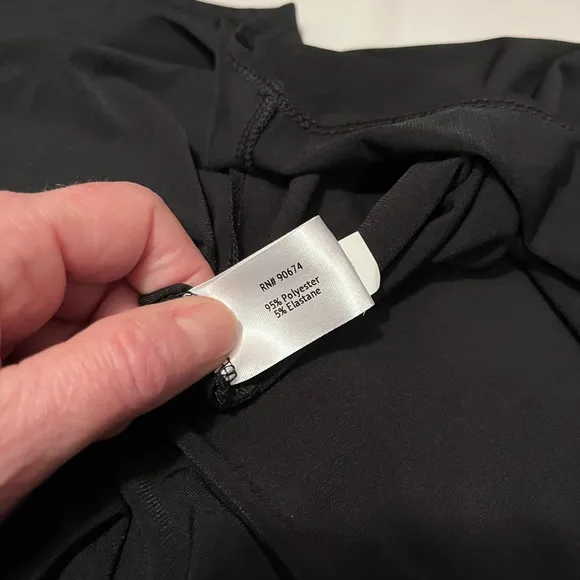 RN# 90674
95% Polyester
5% Elastane